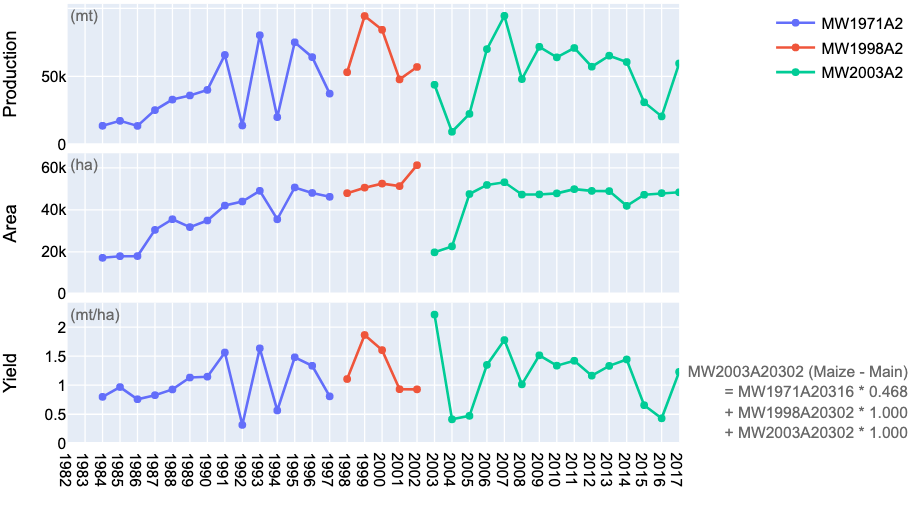 (mt)
Production
50k
0
MW1971A2
MW1998A2
MW2003A2
(ha)
Area
60k
40k
20k
0
(mt/ha)
Yield
2
1.5
1
0.5
0
MW2003A20302 (Maize - Main)
= MW1971A20316 * 0.468
+ MW1998A20302 * 1.000
+ MW2003A20302 * 1.000
1982
1983
1984
1985
1986
1987
1988
1989
1990
1991
1992
1993
1994
1995
1996
1997
1998
1999
2000
2001
2002
2003
2004
2005
2006
2007
2008
2009
2010
2011
2012
2013
2014
2015
2016
2017